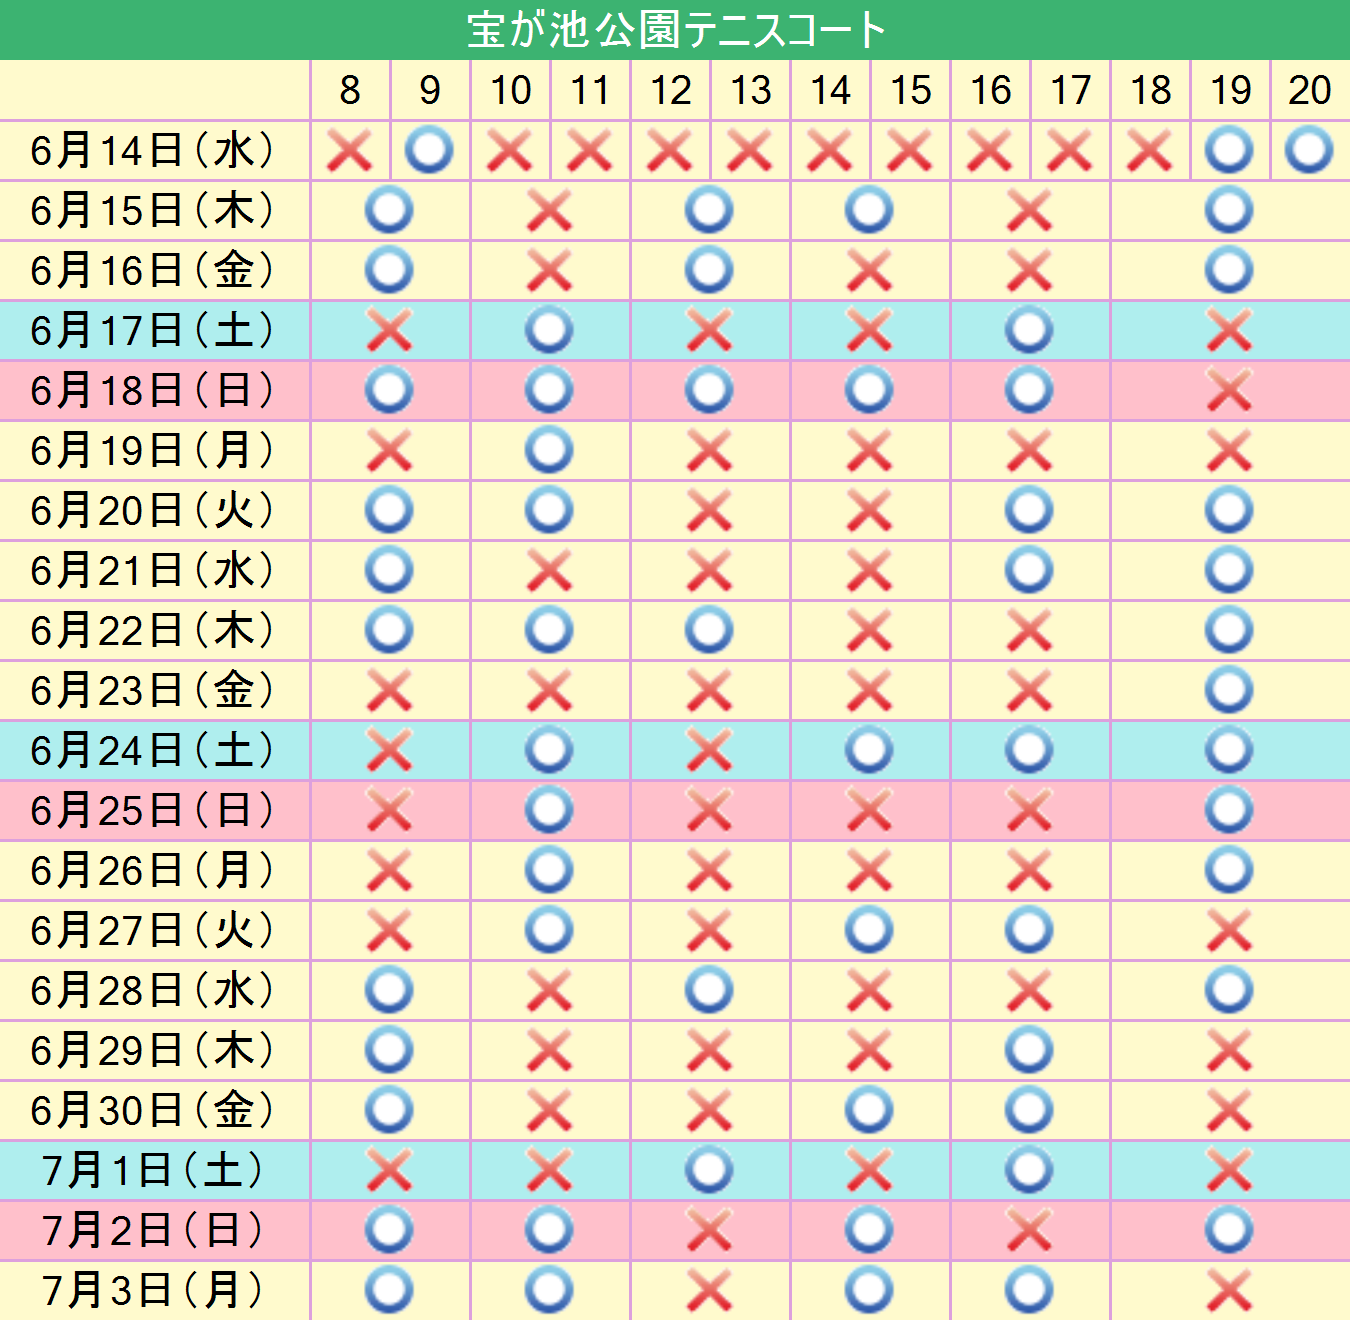 宝が池公園テニスコート
8 9 10 11 12 13 14 15 16 17 18 19 20
6月14日(水) × ○ × × × × × × × × × ○ ○
6月15日(木) ○ × ○ ○ × ○
6月16日(金) ○ × ○ × × ○
6月17日(土) × ○ × × ○ ×
6月18日(日) ○ ○ ○ ○ ○ ×
6月19日(月) × ○ × × × ×
6月20日(火) ○ ○ × × ○ ○
6月21日(水) ○ × × × ○ ○
6月22日(木) ○ ○ ○ × × ○
6月23日(金) × × × × × ○
6月24日(土) × ○ × ○ ○ ○
6月25日(日) × ○ × × × ○
6月26日(月) × ○ × × × ○
6月27日(火) × ○ × ○ ○ ×
6月28日(水) ○ × ○ × × ○
6月29日(木) ○ × × × ○ ×
6月30日(金) ○ × × ○ ○ ×
7月1日(土) × × ○ × ○ ×
7月2日(日) ○ ○ × ○ × ○
7月3日(月) ○ ○ × ○ ○ ×